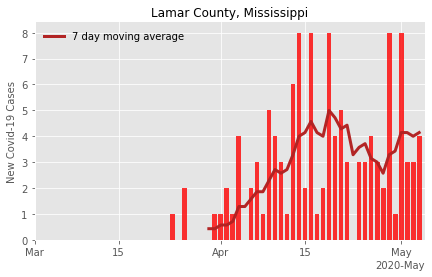 Lamar County, Mississippi
7 day moving average
New Covid-19 Cases
8
7
6
5
4
3
2
1
0
Mar 15 Apr 15 May
2020-May